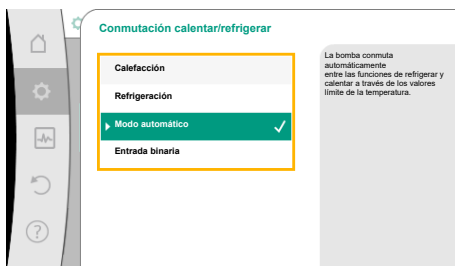 Conmutación calentar/refrigerar
Calefacción
Refrigeración
Modo automático
Entrada binaria
La bomba conmuta
automáticamente
entre las funciones de refrigerar y
calentar a través de los valores
límite de la temperatura.
?